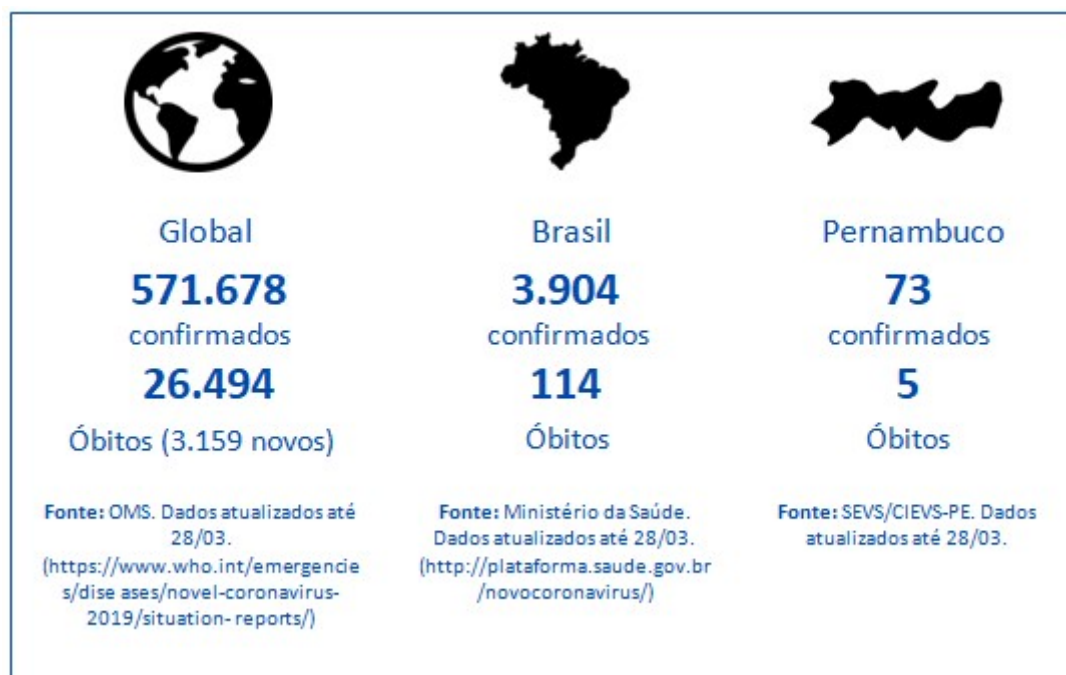 Global
571.678
confirmados
26.494
Óbitos (3.159 novos)
Fonte: OMS. Dados atualizados até
28/03.
(https://www.who.int/emergencie
s/dise ases/novel-coronavirus-
2019/situation- reports/)
Brasil
3.904
confirmados
114
Óbitos
Fonte: Ministério da Saúde.
Dados atualizados até 28/03.
(http://plataforma.saude.gov.br
/novocoronavirus/)
Pernambuco
73
confirmados
5
Óbitos
Fonte: SEVS/CIEVS-PE. Dados
atualizados até 28/03.